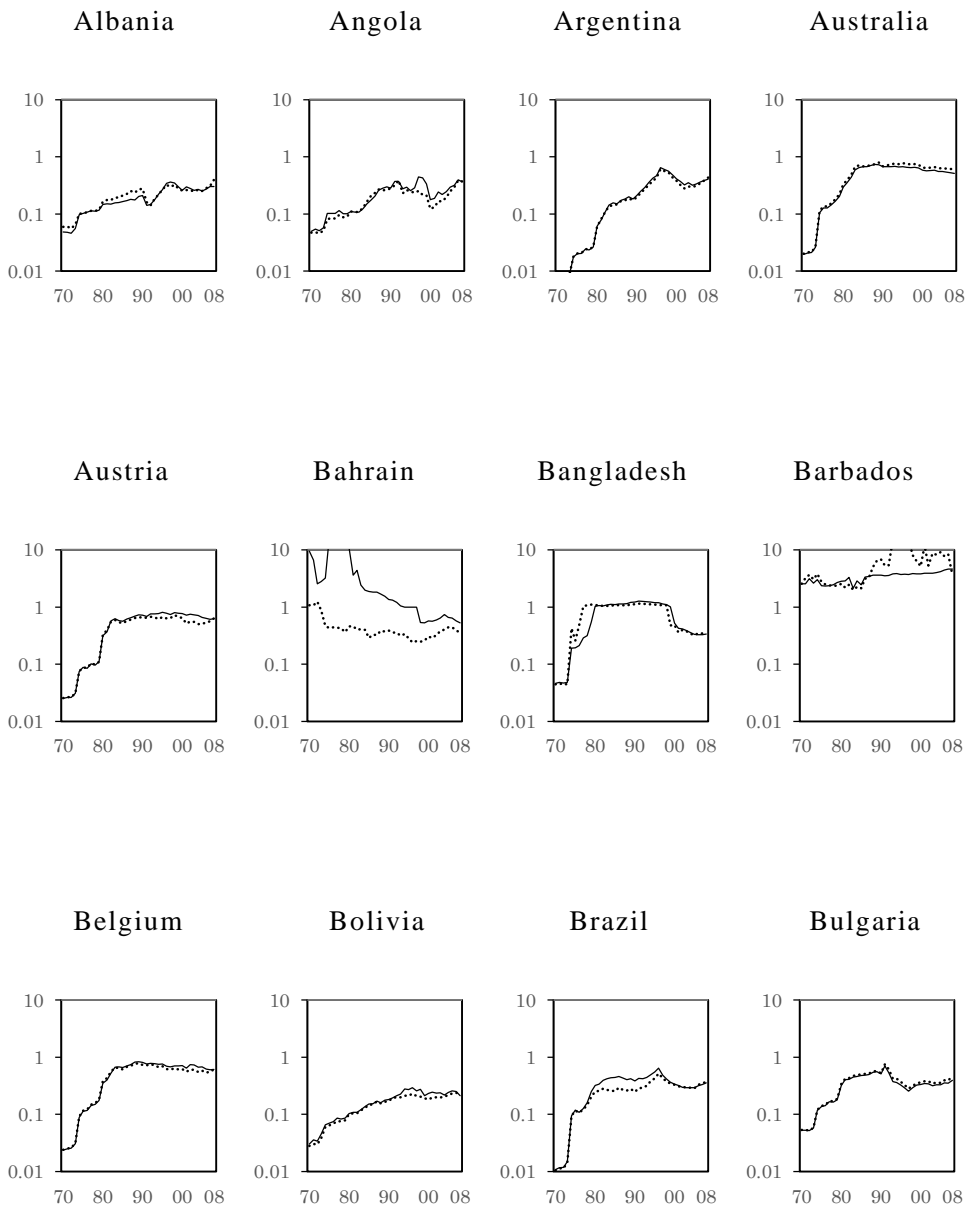 Albania Angola Argentina Australia
10 10 10 10
1 1 1 1
0.1 0.1 0.1 0.1
0.01 0.01 0.01 0.01
70 80 90 00 08 70 80 90 00 08 70 80 90 00 08 70 80 90 00 08
Austria Bahrain Bangladesh Barbados
10 10 10 10
1 1 1 1
0.1 0.1 0.1 0.1
0.01 0.01 0.01 0.01
70 80 90 00 08 70 80 90 00 08 70 80 90 00 08 70 80 90 00 08
Belgium Bolivia Brazil Bulgaria
10 10 10 10
1 1 1 1
0.1 0.1 0.1 0.1
0.01 0.01 0.01 0.01
70 80 90 00 08 70 80 90 00 08 70 80 90 00 08 70 80 90 00 08